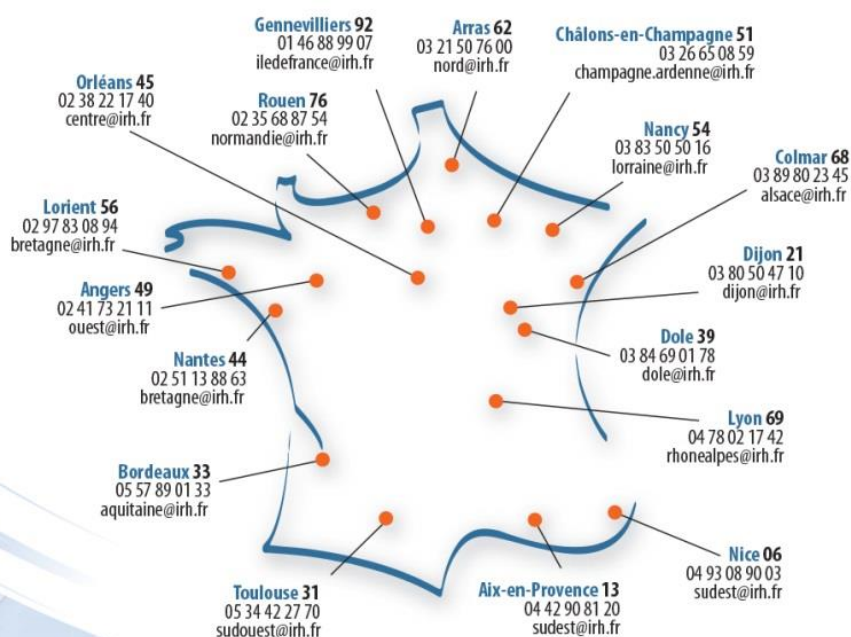 Gennevilliers 92
01 46 88 99 07
iledefrance@irh.fr
Arras 62
03 21 50 76 00
nord@irh.fr
Châlons-en-Champagne 51
03 26 65 08 59
champagne.ardenne@irh.fr
Orléans 45
02 38 22 17 40
centre@irh.fr
Rouen 76
02 35 68 87 54
normandie@irh.fr
Nancy 54
03 83 50 50 16
lorraine@irh.fr
Colmar 68
03 89 80 23 45
alsace@irh.fr
Lorient 56
02 97 83 08 94
bretagne@irh.fr
Dijon 21
03 80 50 47 10
dijon@irh.fr
Angers 49
02 41 73 21 11
ouest@irh.fr
Dole 39
03 84 69 01 78
dole@irh.fr
Nantes 44
02 51 13 88 63
bretagne@irh.fr
Lyon 69
04 78 02 17 42
rhonealpes@irh.fr
Bordeaux 33
05 57 89 01 33
aquitaine@irh.fr
Nice 06
04 93 08 90 03
sudest@irh.fr
Toulouse 31
05 34 42 27 70
sudouest@irh.fr
Aix-en-Provence 13
04 42 90 81 20
sudest@irh.fr